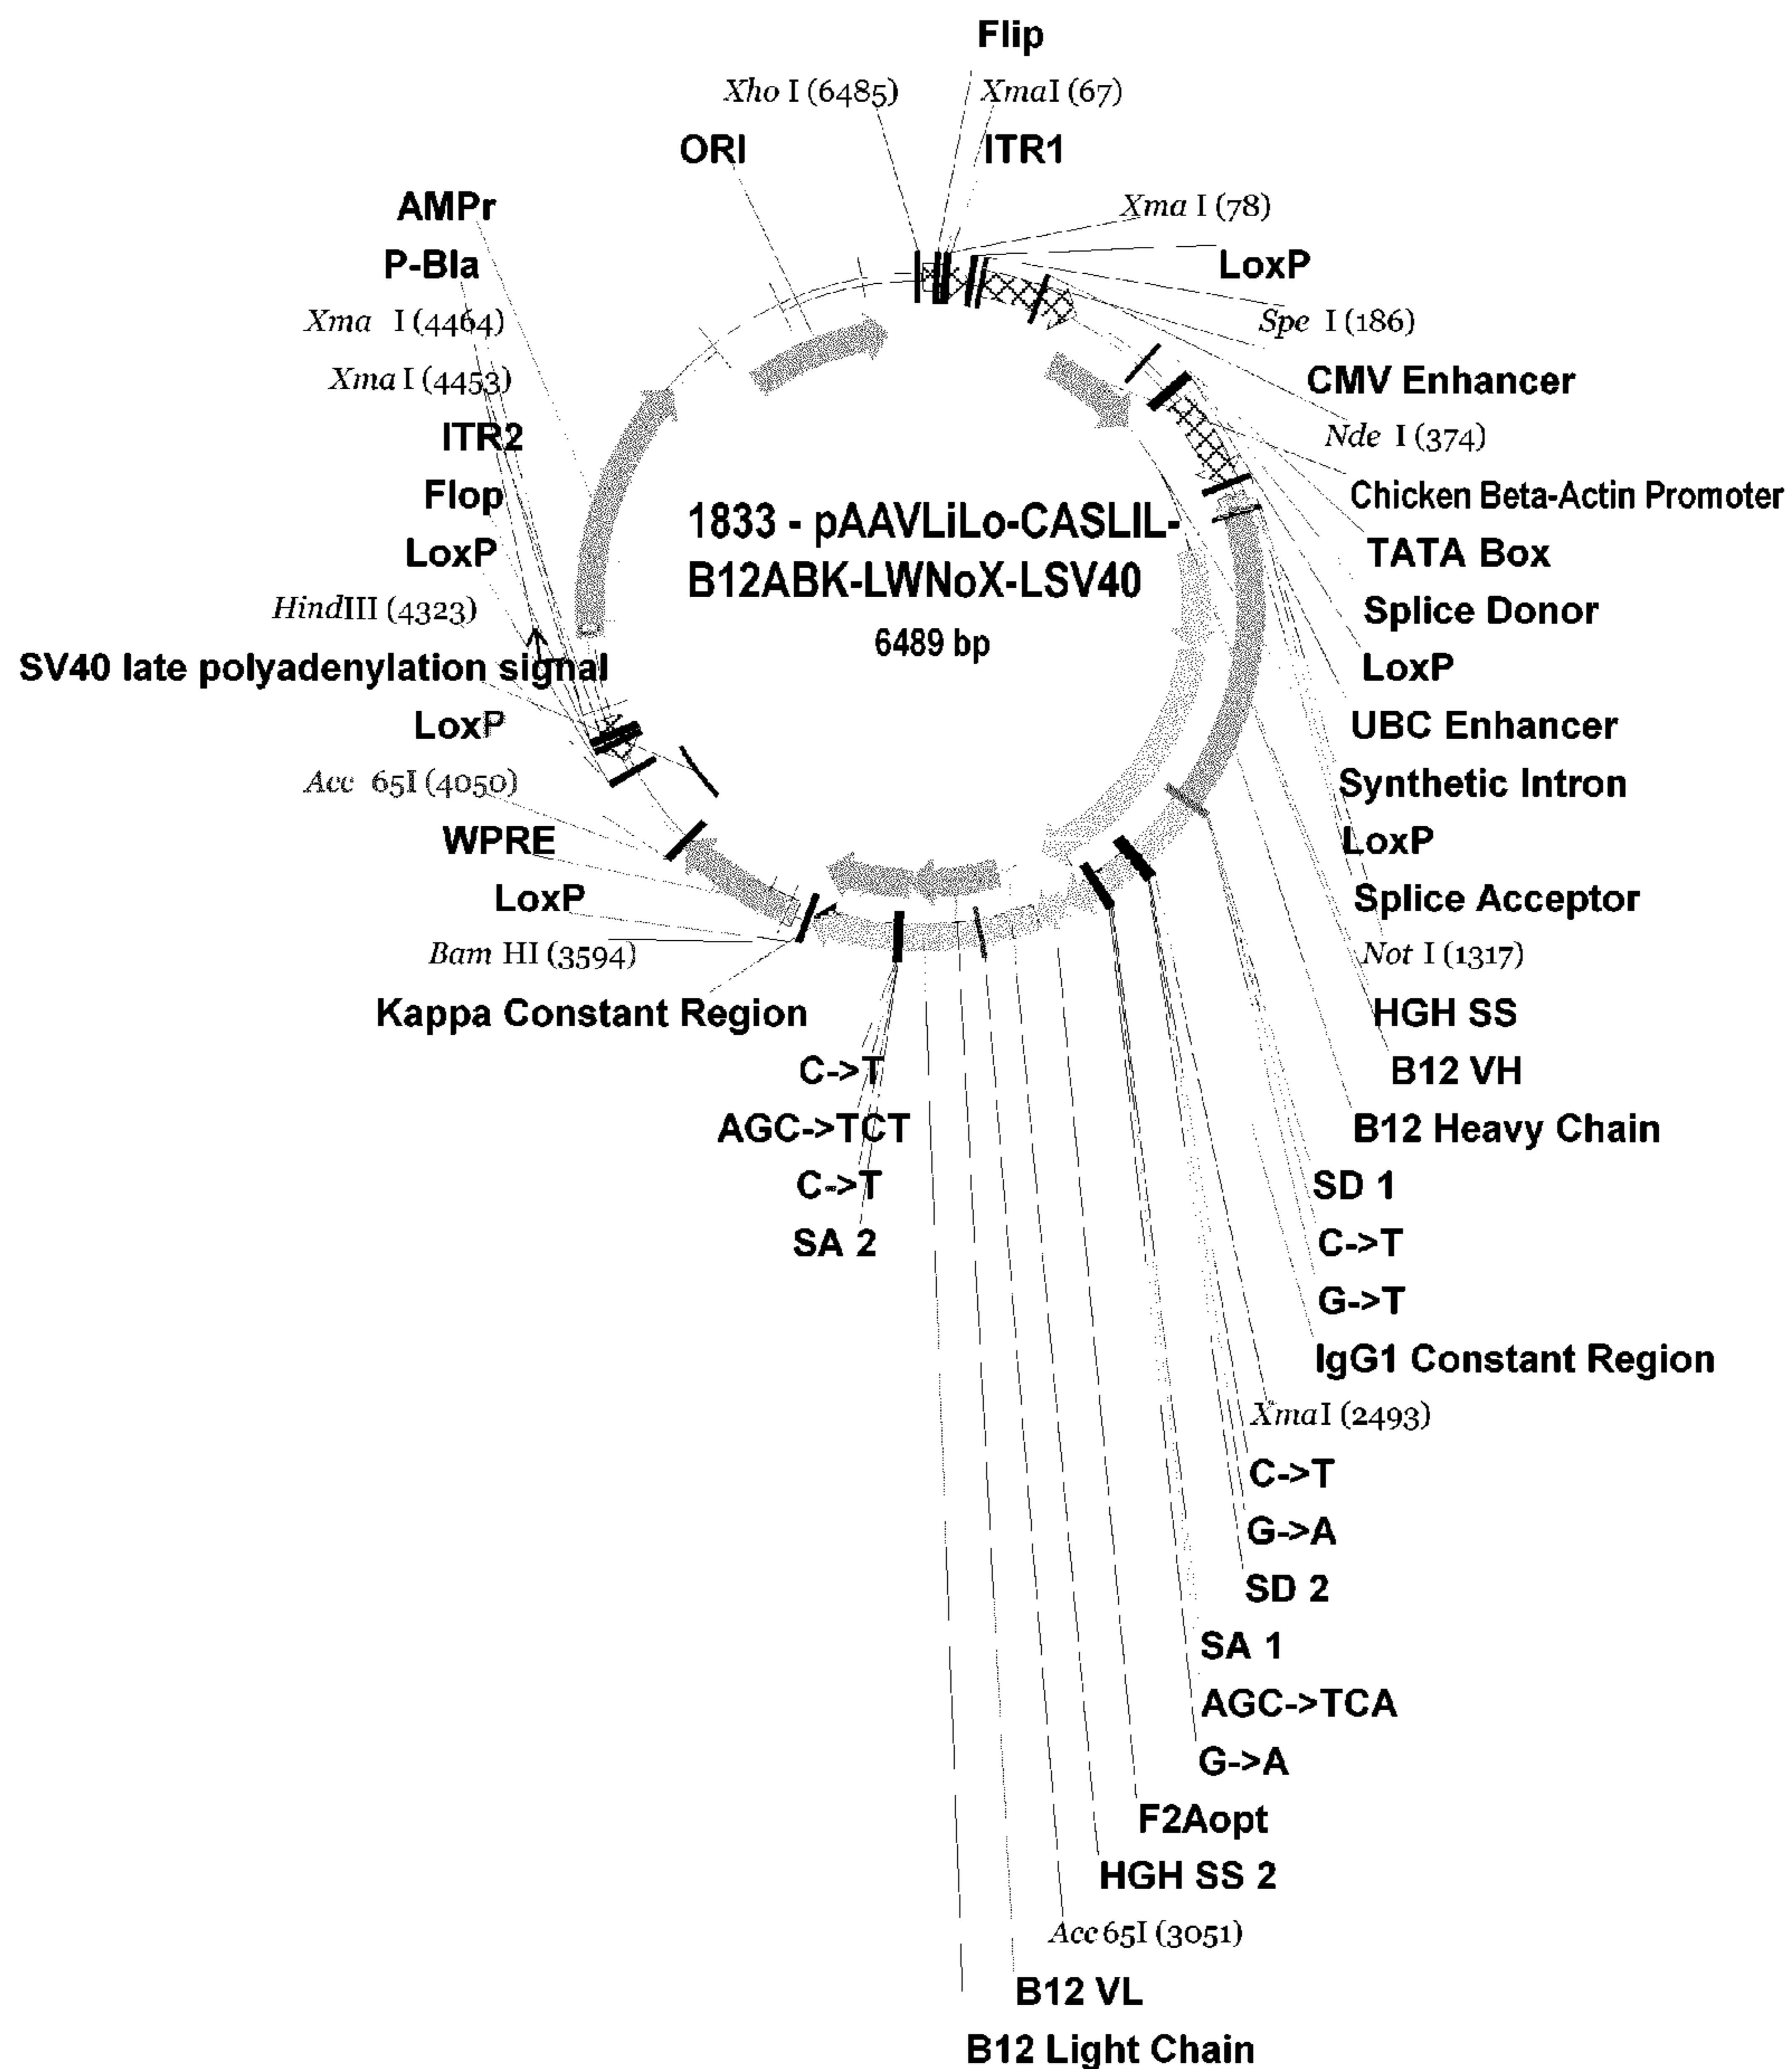 Flip
Xho I (6485)
XmaI (67)
ORI
ITR1
AMPr
Xma I (78)
P-Bla
LoxP
Xma I (4464)
Spe I (186)
Xma I (4453)
CMV Enhancer
ITR2
Nde I (374)
Flop
Chicken Beta-Actin Promoter
1833 - pAAVLiLo-CASLIL-
B12ABK-LWNoX-LSV40
6489 bp
LoxP
TATA Box
HindIII (4323)
Splice Donor
SV40 late polyadenylation signal
LoxP
LoxP
UBC Enhancer
Acc 65I (4050)
Synthetic Intron
WPRE
LoxP
LoxP
Splice Acceptor
Bam HI (3594)
Not I (1317)
Kappa Constant Region
HGH SS
C->T
B12 VH
AGC->TCT
B12 Heavy Chain
C->T
SD 1
SA 2
C->T
G->T
IgG1 Constant Region
XmaI (2493)
C->T
G->A
SD 2
SA 1
AGC->TCA
G->A
F2Aopt
HGH SS 2
Acc65I (3051)
B12 VL
B12 Light Chain